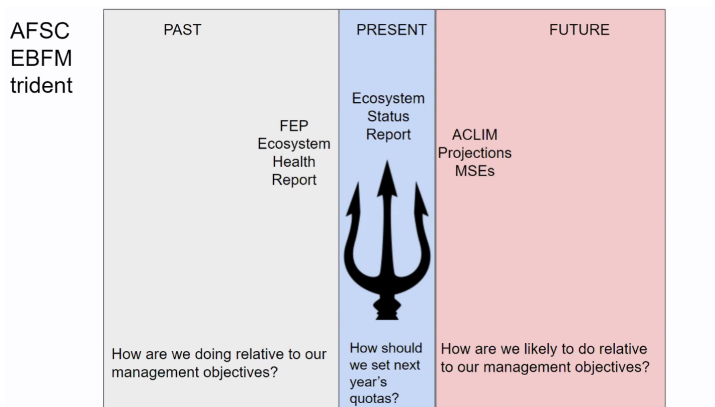 AFSC
EBFM
trident
PAST
PRESENT
FUTURE
FEP
Ecosystem
Health
Report
Ecosystem
Status
Report
ACLIM
Projections
MSEs
How are we doing relative to our
management objectives?
How should
we set next
year's
quotas?
How are we likely to do relative
to our management objectives?